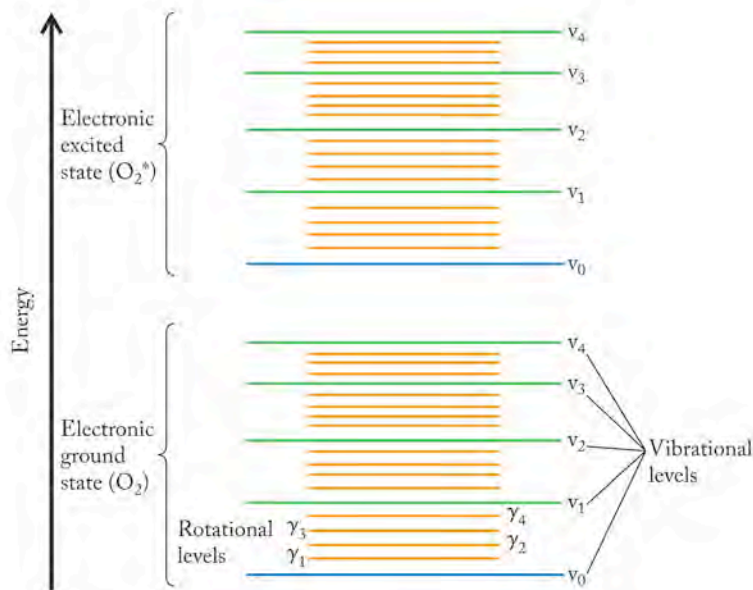 v₄
v₃
Electronic
excited
state (O₂*)
v₂
v₁
v₀
Energy
v₄
v₃
Electronic
ground
state (O₂)
v₂
Vibrational
levels
v₁
Rotational
levels
γ₄
γ₃
γ₂
γ₁
v₀